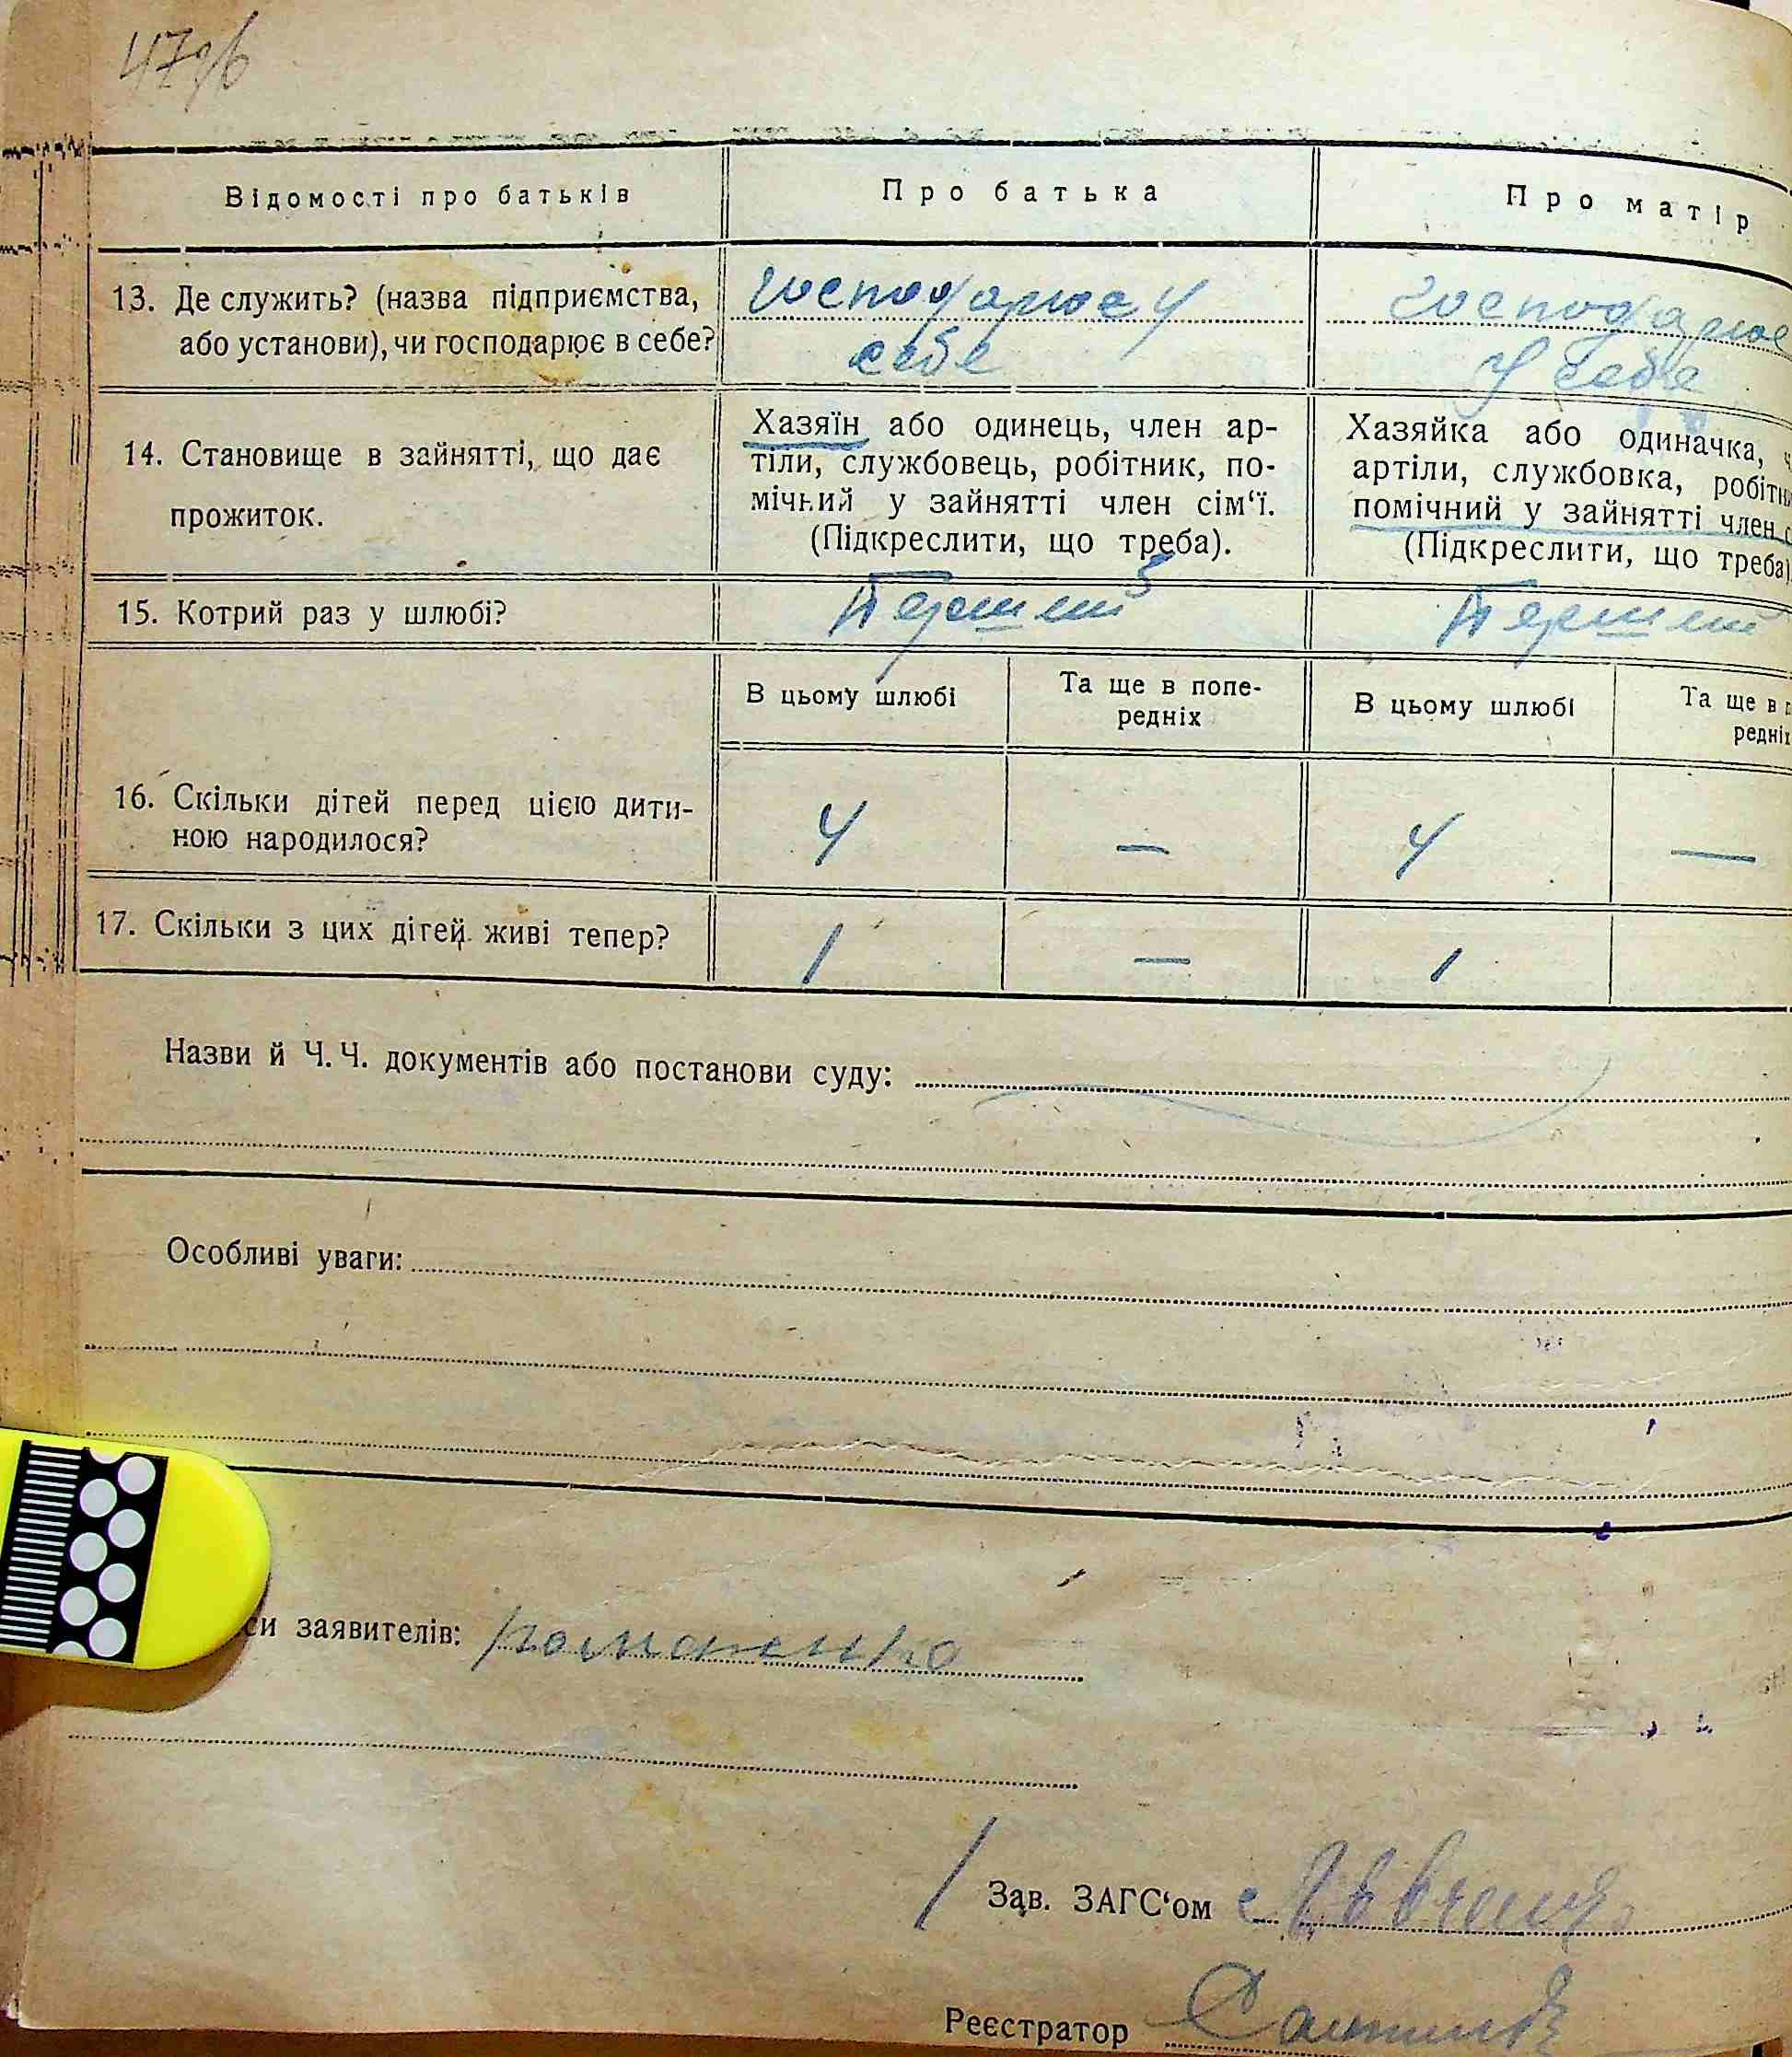 47об
Відомості про батьків
Про батька
Про матір
13. Де служить? (назва підприємства,
або установи), чи господарює в себе?
господарює у
себе
господарює
у себе
14. Становище в зайнятті, що дає
прожиток.
Хазяїн або одинець, член ар-
тіли, службовець, робітник, по-
мічний у зайнятті член сім‘ї.
(Підкреслити, що треба).
Хазяйка або одиначка, ч
артіли, службовка, робітн
помічний у зайнятті член с
(Підкреслити, що треба)
15. Котрий раз у шлюбі?
Перший
Перший
В цьому шлюбі
Та ще в попе-
редніх
В цьому шлюбі
Та ще в п
редніх
16. Скільки дітей перед цією дити-
ною народилося?
4
—
4
—
17. Скільки з цих дітей живі тепер?
1
—
1
Назви й Ч. Ч. документів або постанови суду:
Особливі уваги:
си заявителів: романенко
Зав. ЗАГС‘ом
Реєстратор